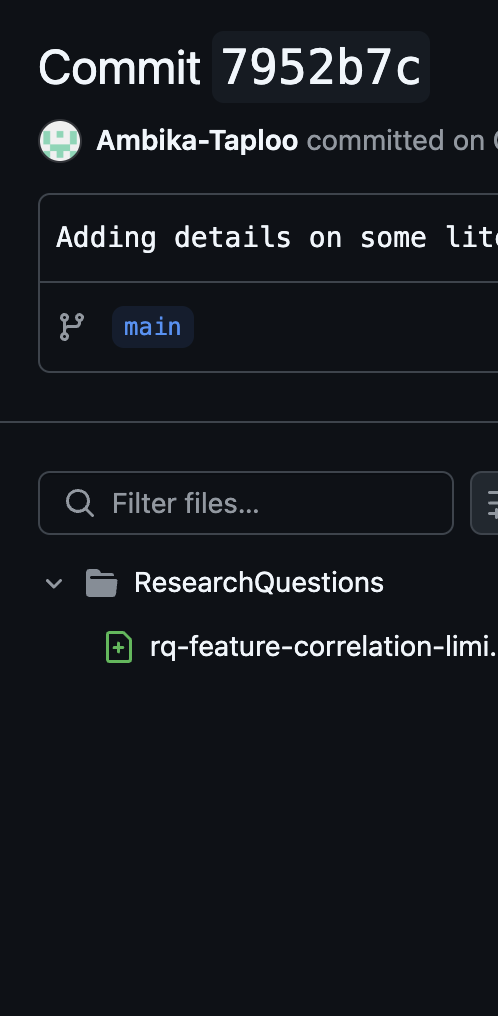 Commit 7952b7c
Ambika-Taploo committed on
Adding details on some lit
main
Filter files...
ResearchQuestions
rq-feature-correlation-limi...